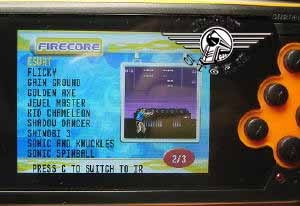 FIRECORE
ESWAT
FLICKY
GAIN GROUND
GOLDEN AXE
JEWEL MASTER
KID CHAMELEON
SHADOW DANCER
SHINOBI 3
SONIC AND KNUCKLES
SONIC SPINBALL
2/3
PRESS C TO SWITCH TO TR